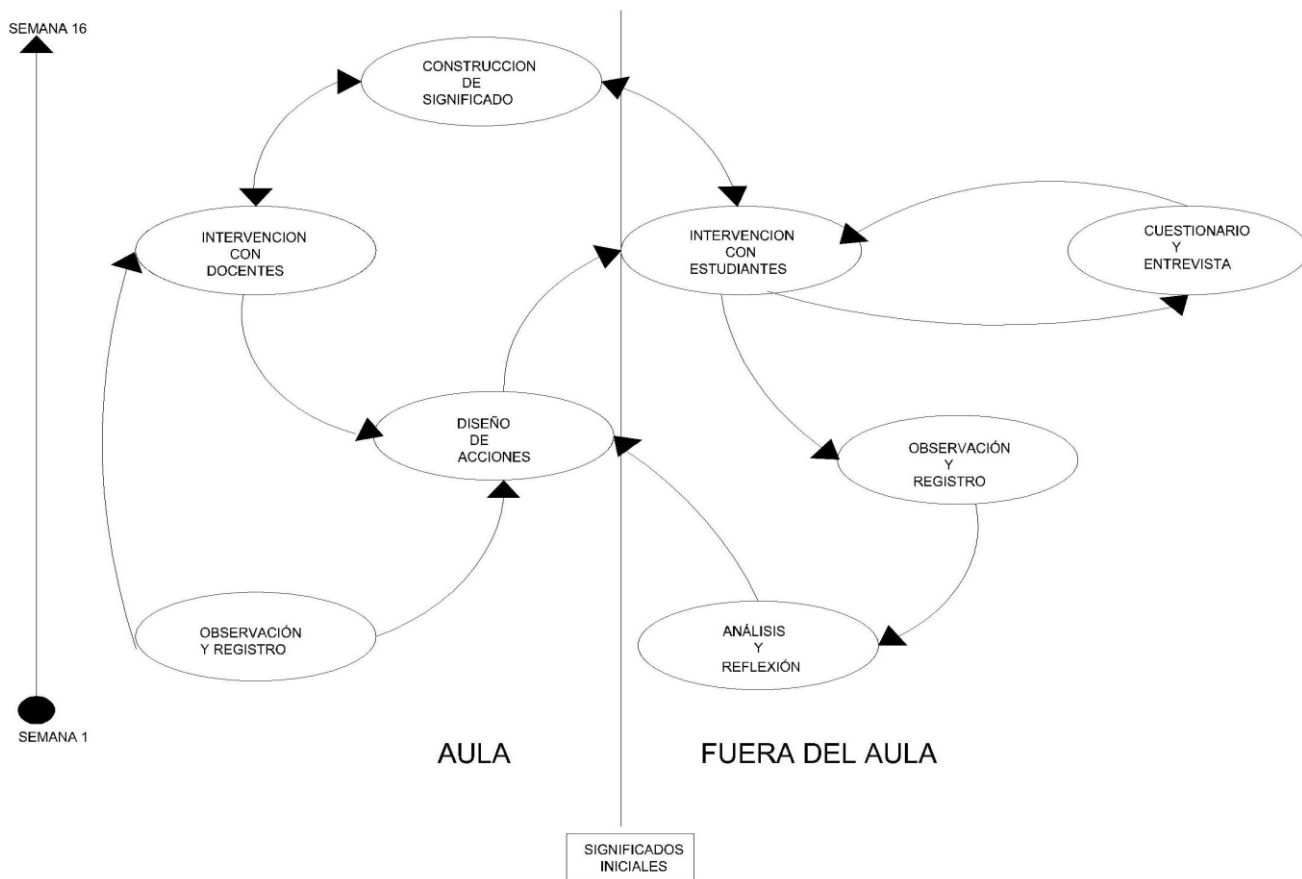 SEMANA 16
CONSTRUCCION
DE
SIGNIFICADO
INTERVENCION
CON
DOCENTES
INTERVENCION
CON
ESTUDIANTES
CUESTIONARIO
Y
ENTREVISTA
DISEÑO
DE
ACCIONES
OBSERVACIÓN
Y
REGISTRO
OBSERVACIÓN
Y REGISTRO
ANÁLISIS
Y
REFLEXIÓN
SEMANA 1
AULA
FUERA DEL AULA
SIGNIFICADOS
INICIALES